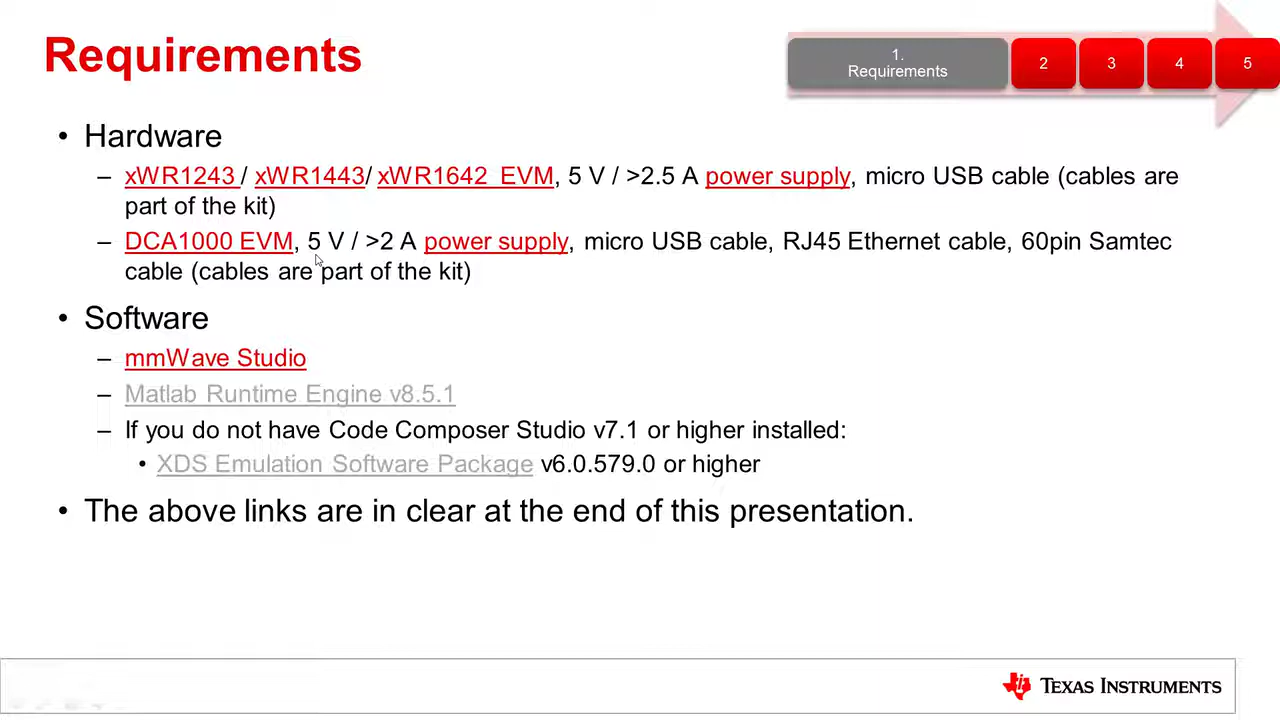 Requirements
1.
Requirements
2
3
4
5
• Hardware
– xWR1243 / xWR1443/ xWR1642 EVM, 5 V / >2.5 A power supply, micro USB cable (cables are
part of the kit)
– DCA1000 EVM, 5 V / >2 A power supply, micro USB cable, RJ45 Ethernet cable, 60pin Samtec
cable (cables are part of the kit)
• Software
– mmWave Studio
– Matlab Runtime Engine v8.5.1
– If you do not have Code Composer Studio v7.1 or higher installed:
• XDS Emulation Software Package v6.0.579.0 or higher
• The above links are in clear at the end of this presentation.
TEXAS INSTRUMENTS